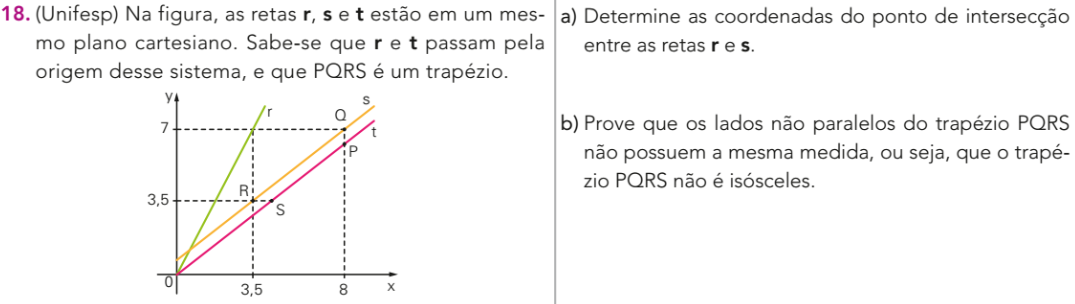 18. (Unifesp) Na figura, as retas r, s e t estão em um mes-
mo plano cartesiano. Sabe-se que r e t passam pela
origem desse sistema, e que PQRS é um trapézio.
y
r
Q
s
7
t
P
R
3,5
S
0
3,5
8
x
a) Determine as coordenadas do ponto de intersecção
entre as retas r e s.
b) Prove que os lados não paralelos do trapézio PQRS
não possuem a mesma medida, ou seja, que o trapé-
zio PQRS não é isósceles.